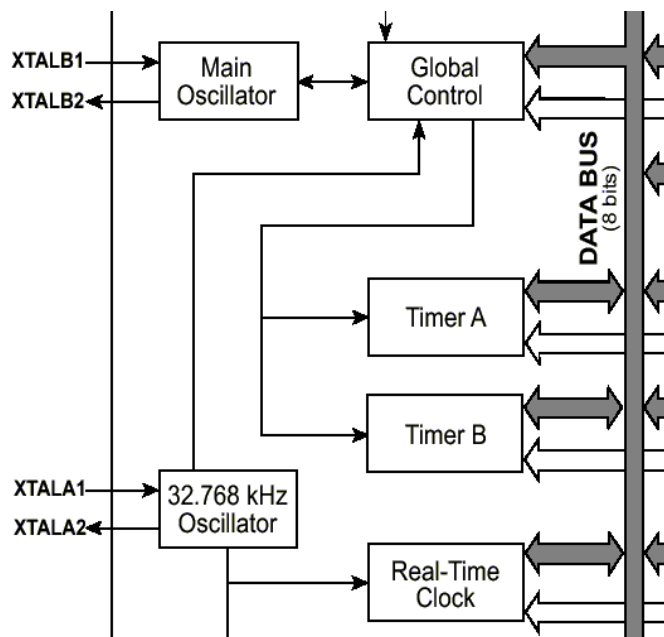 XTALB1
XTALB2
Main
Oscillator
Global
Control
DATA BUS
(8 bits)
Timer A
Timer B
XTALA1
XTALA2
32.768 kHz
Oscillator
Real-Time
Clock